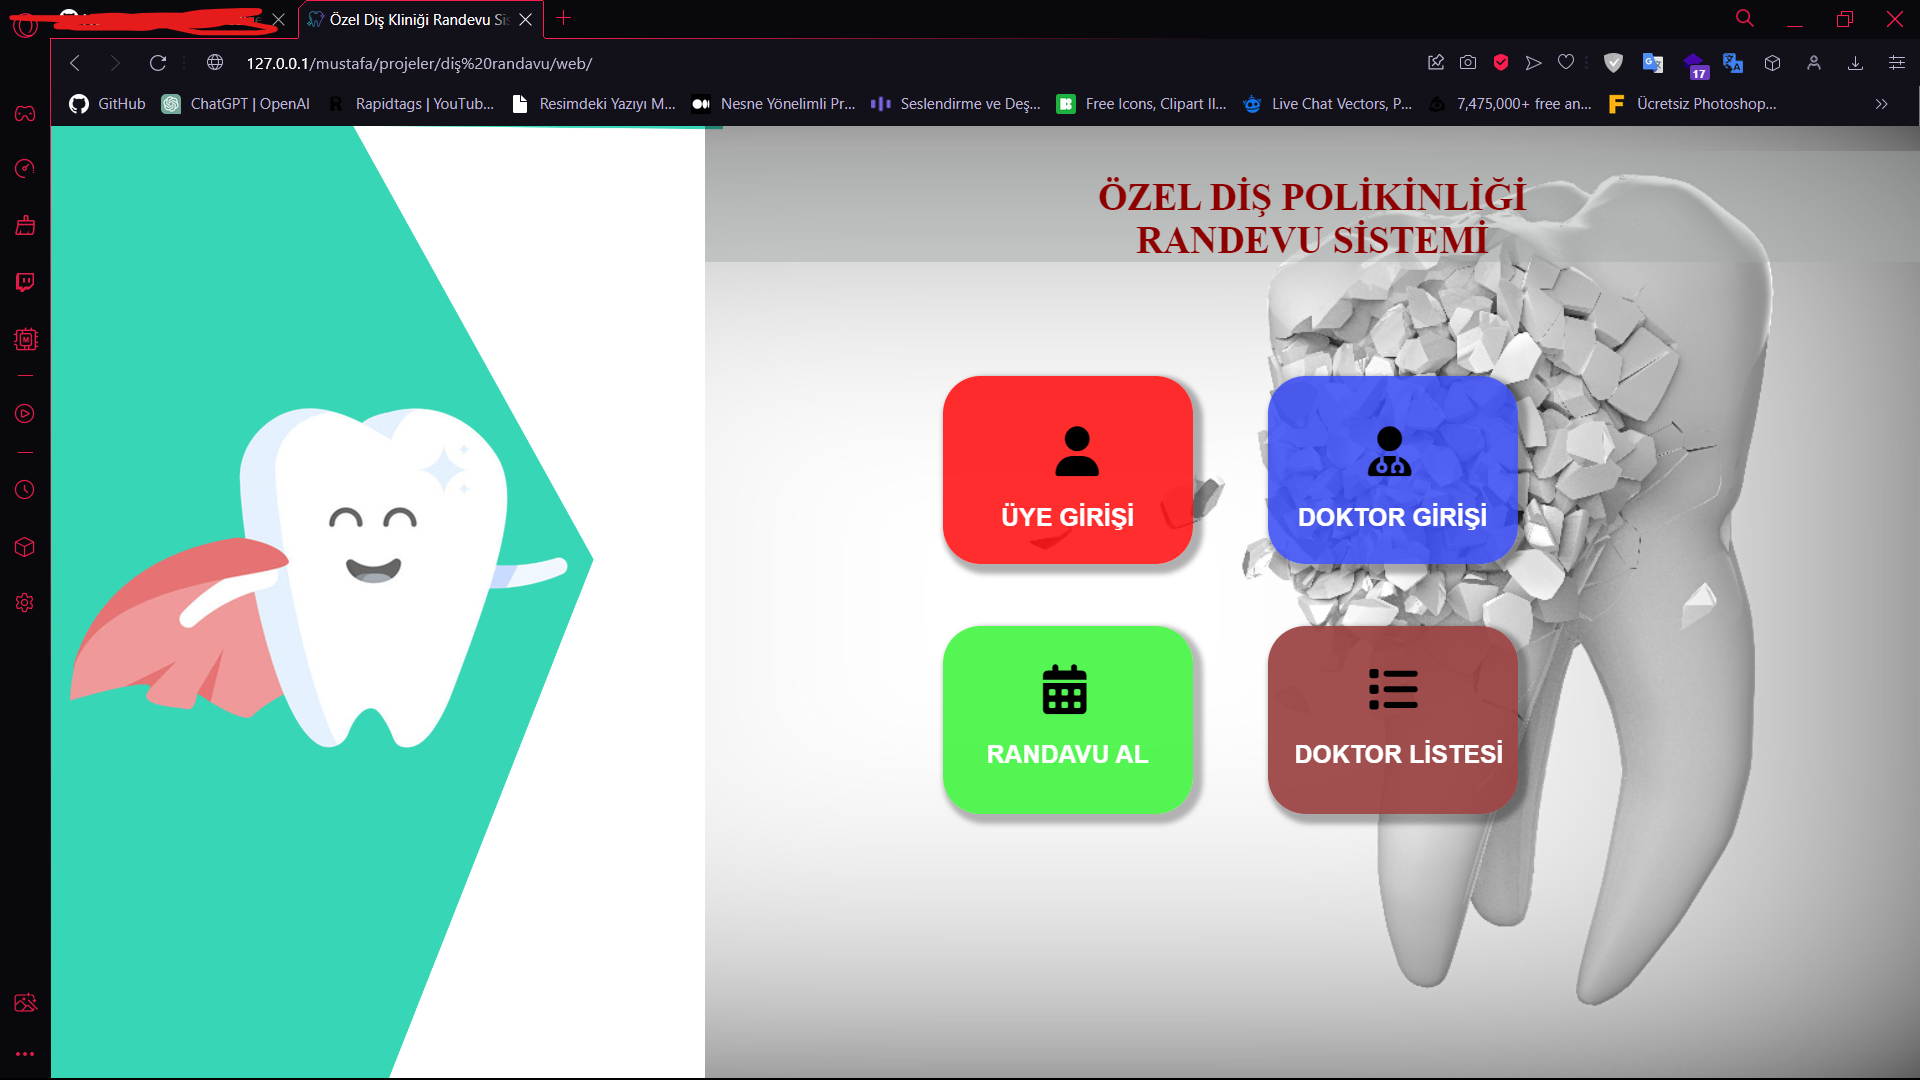 Özel Diş Kliniği Randevu Sis
127.0.0.1/mustafa/projeler/diş%20randavu/web/
17
GitHub
ChatGPT | OpenAI
Rapidtags | YouTub...
Resimdeki Yazıyı M...
Nesne Yönelimli Pr...
Seslendirme ve Deş...
Free Icons, Clipart Il...
Live Chat Vectors, P...
7,475,000+ free an...
Ücretsiz Photoshop...
ÖZEL DİŞ POLİKİNLİĞİ
RANDEVU SİSTEMİ
ÜYE GİRİŞİ
DOKTOR GİRİŞİ
RANDAVU AL
DOKTOR LİSTESİ